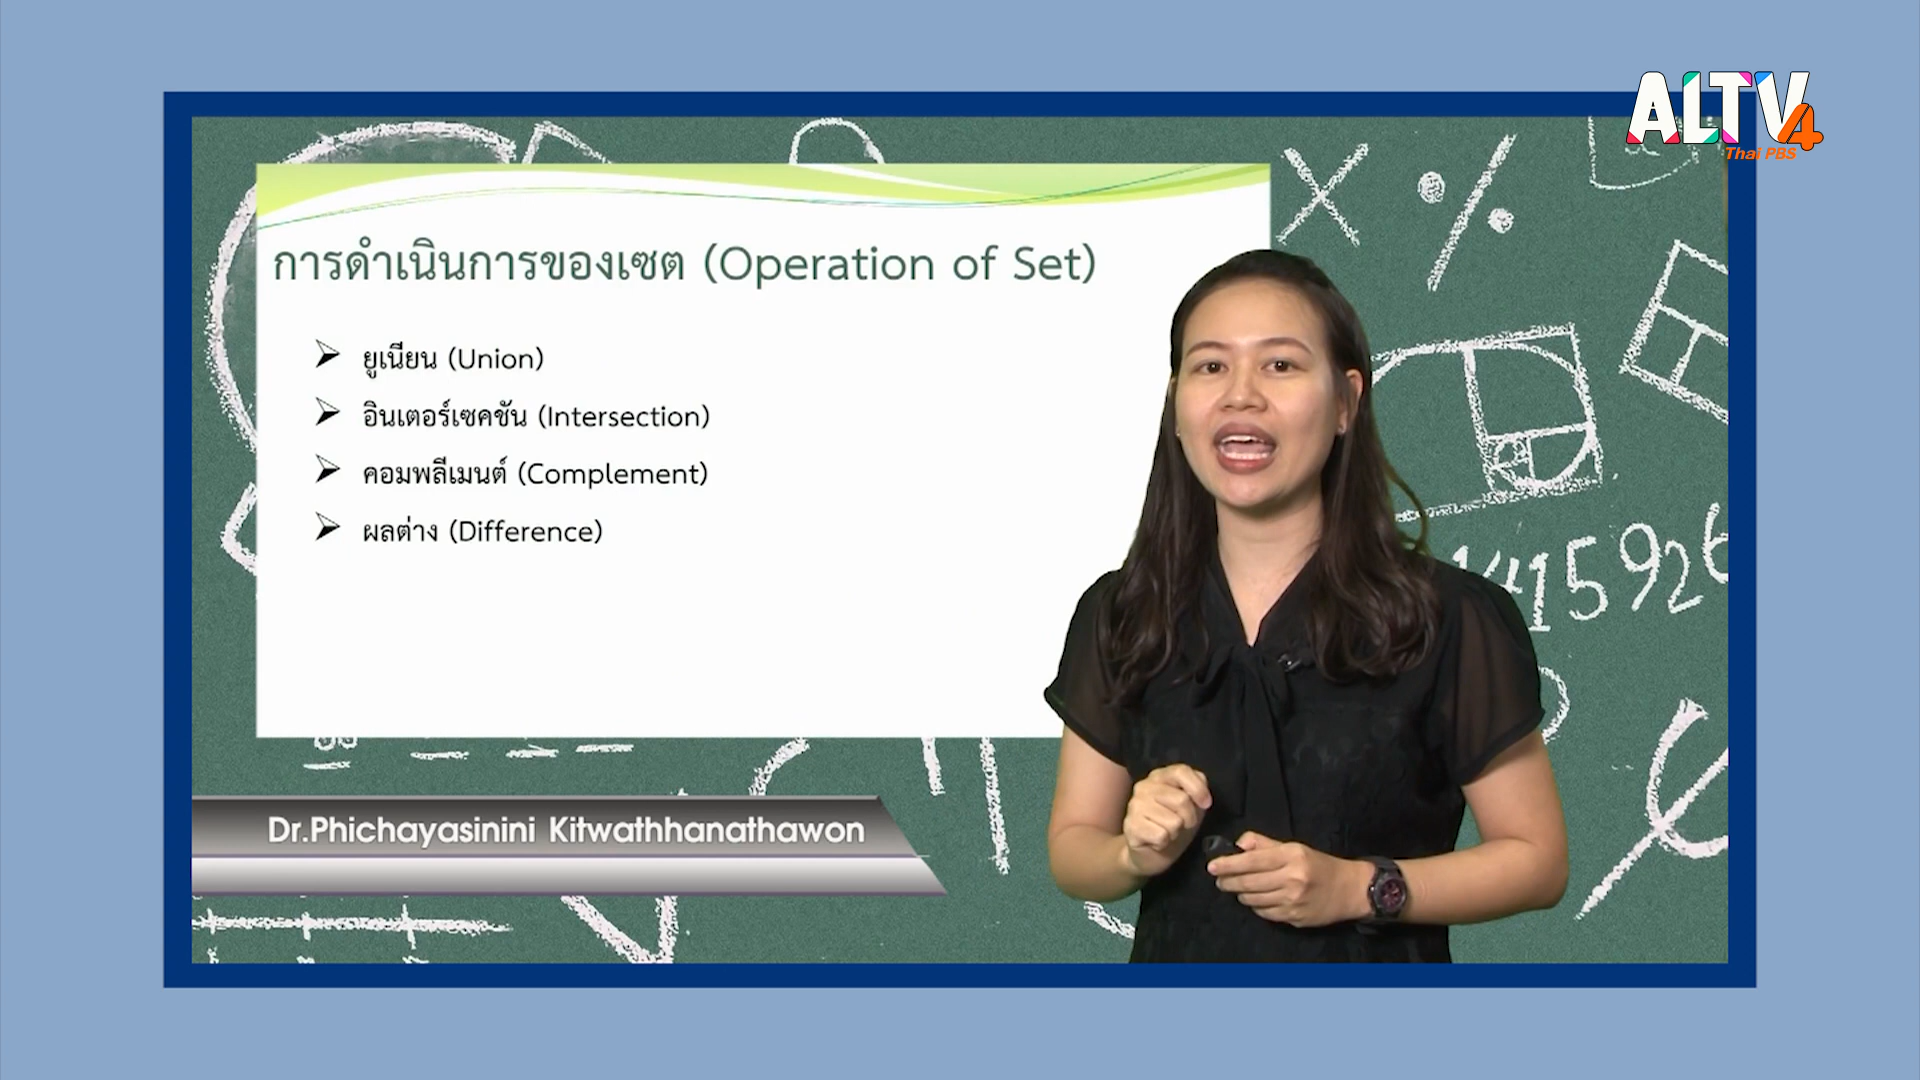 ALTV4
Thai PBS
การดำเนินการของเซต (Operation of Set)
ยูเนียน (Union)
อินเตอร์เซคชัน (Intersection)
คอมพลีเมนต์ (Complement)
ผลต่าง (Difference)
41592
Dr.Phichayasinini Kitwathhanathawon